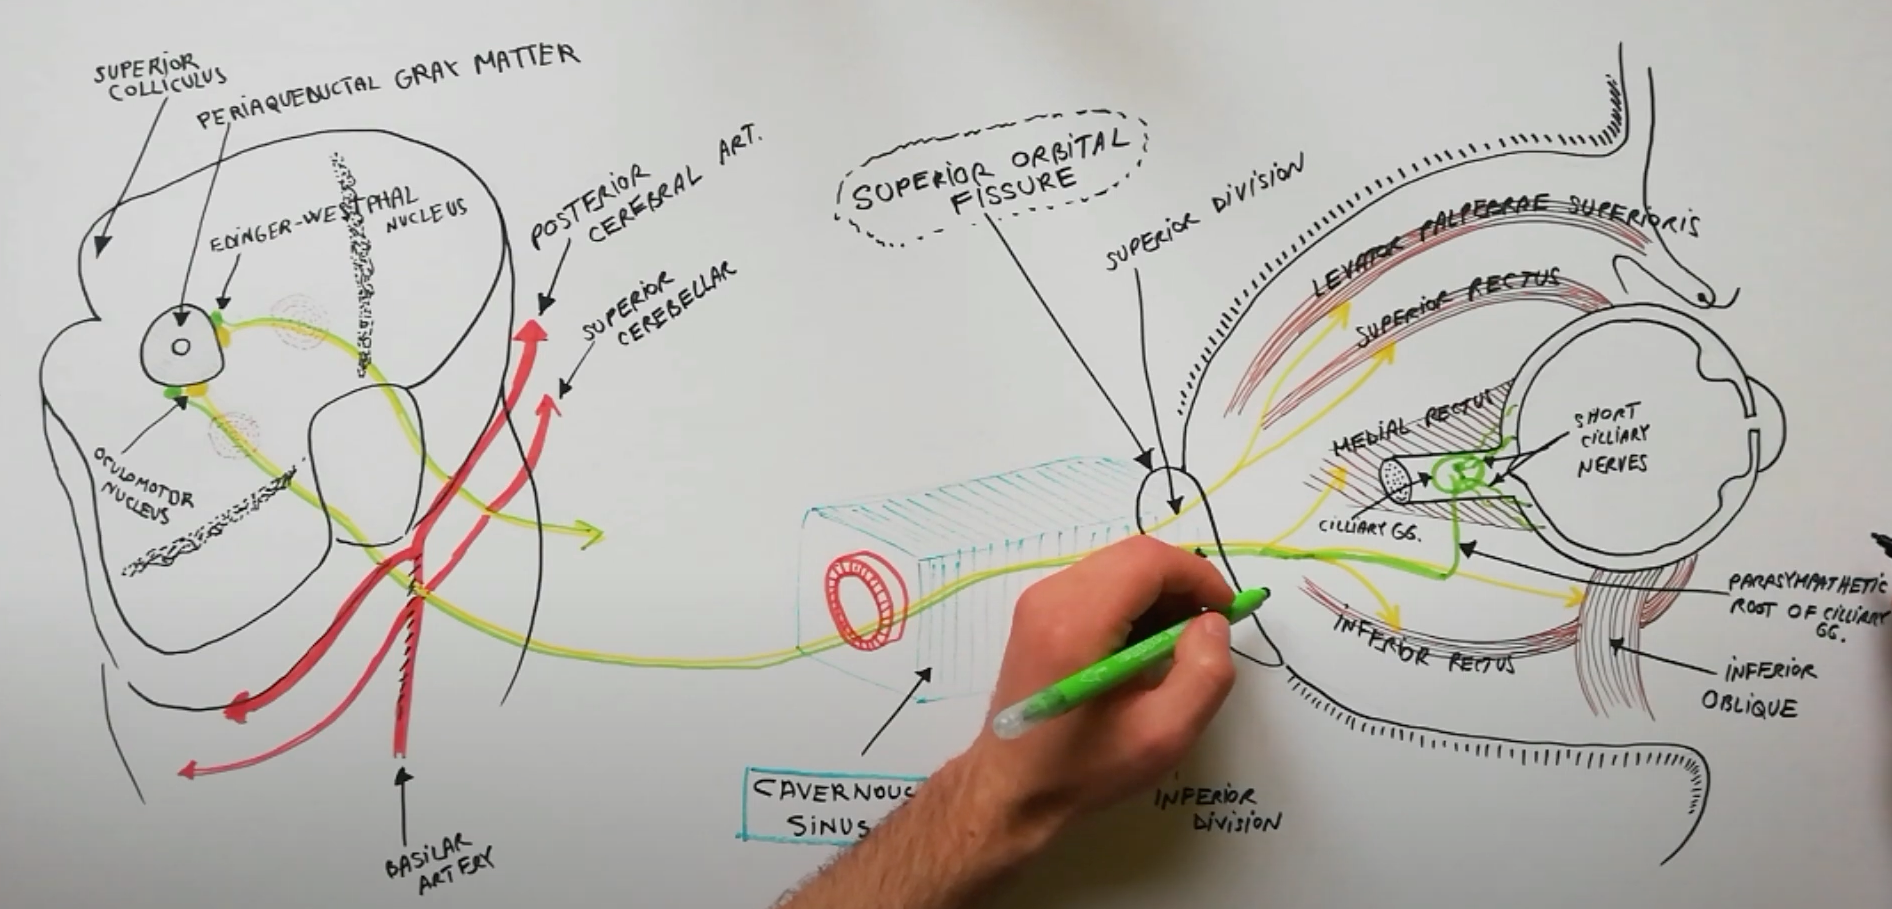 SUPERIOR
COLLICULUS
PERIAQUEDUCTAL GRAY MATTER
EDINGER-WESTPHAL
NUCLEUS
OCULOMOTOR
NUCLEUS
POSTERIOR
CEREBRAL ART.
SUPERIOR
CEREBELLAR
BASILAR
ARTERY
SUPERIOR ORBITAL
FISSURE
SUPERIOR DIVISION
CAVERNOUS
SINUS
INFERIOR
DIVISION
LEVATOR PALPEBRAE SUPERIORIS
SUPERIOR RECTUS
MEDIAL RECTUS
SHORT
CILLIARY
NERVES
CILLIARY GG.
INFERIOR RECTUS
PARASYMPATHETIC
ROOT OF CILLIARY
GG.
INFERIOR
OBLIQUE